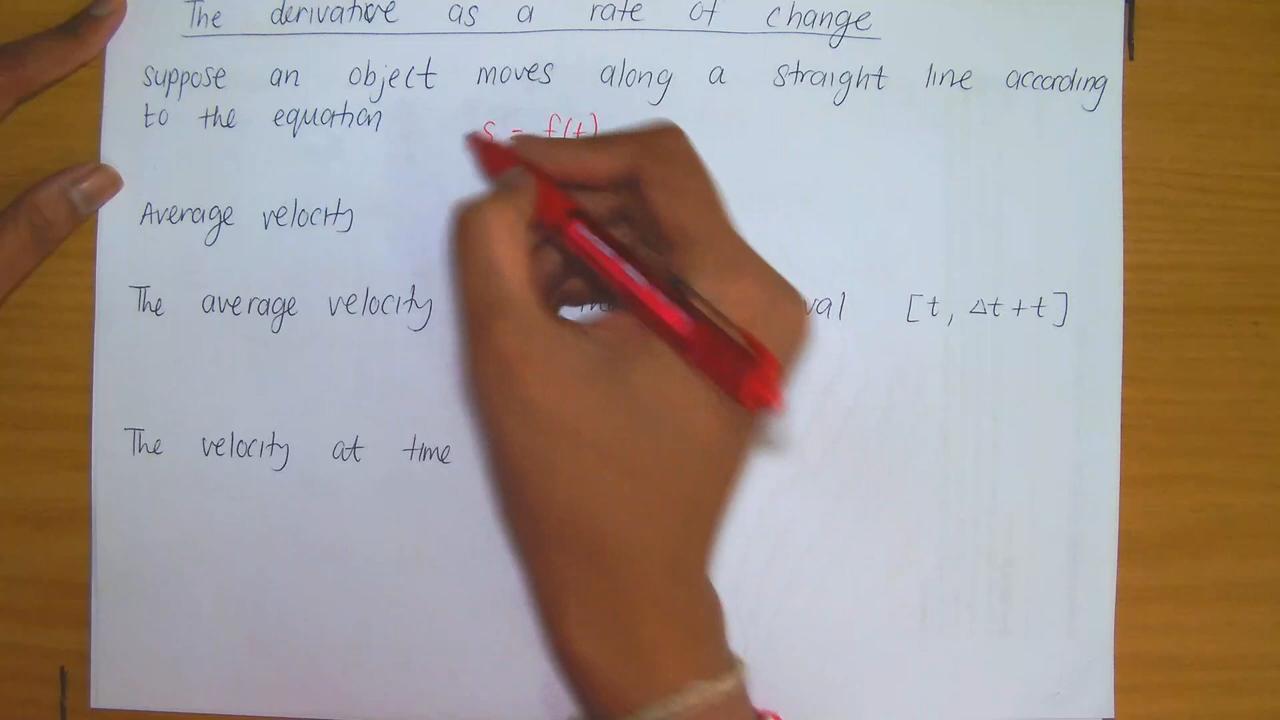 The derivative as a rate of change
suppose an object moves along a straight line according
to the equation s = f(t)
Average velocity
The average velocity [t, Δt + t]
The velocity at time